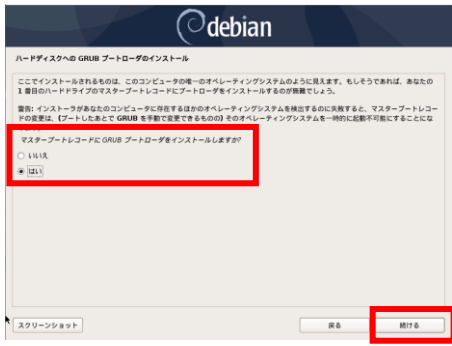 debian
ハードディスクへの GRUB ブートローダのインストール
ここでインストールされるものは、このコンピュータの唯一のオペレーティングシステムのように見えます。もしそうであれば、あなたの
1 番目のハードドライブのマスターブートレコードにブートローダをインストールするのが無難でしょう。
警告: インストーラがあなたのコンピュータに存在するほかのオペレーティングシステムを検出するのに失敗すると、マスターブートレコー
ドの変更は、(ブートしたあとで GRUB を手動で変更できるものの) そのオペレーティングシステムを一時的に起動不可能にすることにな
マスターブートレコードに GRUB ブートローダをインストールしますか?
いいえ
はい
スクリーンショット
戻る
続ける